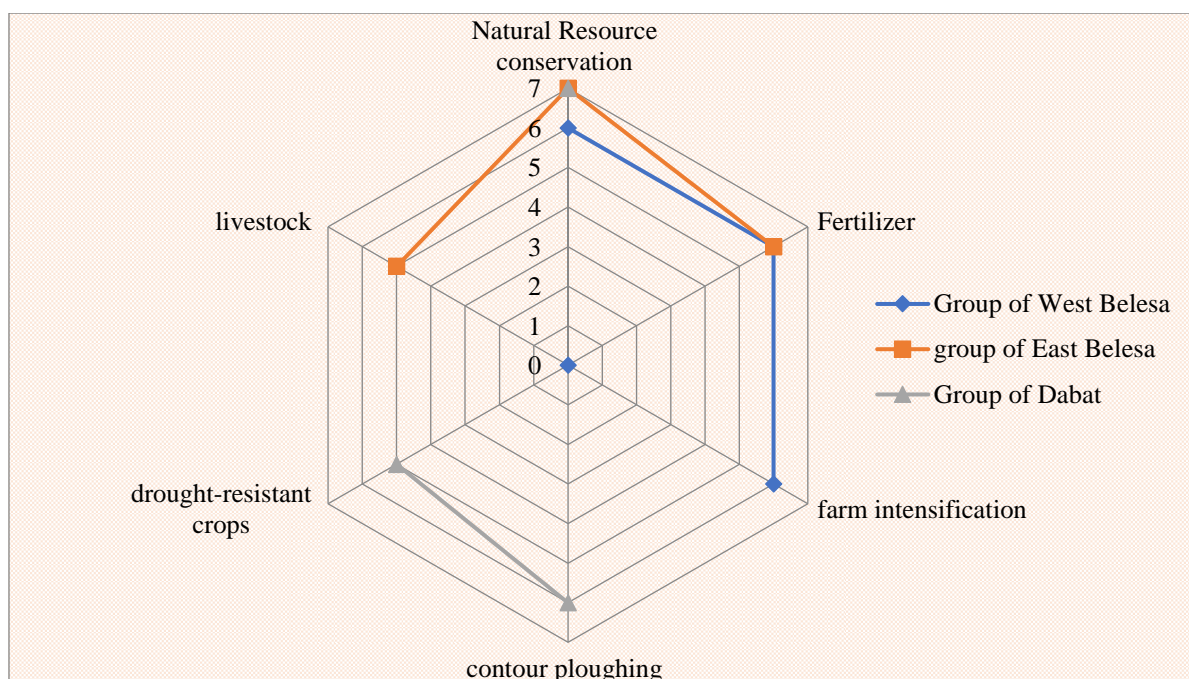 Natural Resource
conservation
7
6
5
4
3
2
1
0
Fertilizer
farm intensification
contour ploughing
drought-resistant
crops
livestock
Group of West Belesa
group of East Belesa
Group of Dabat